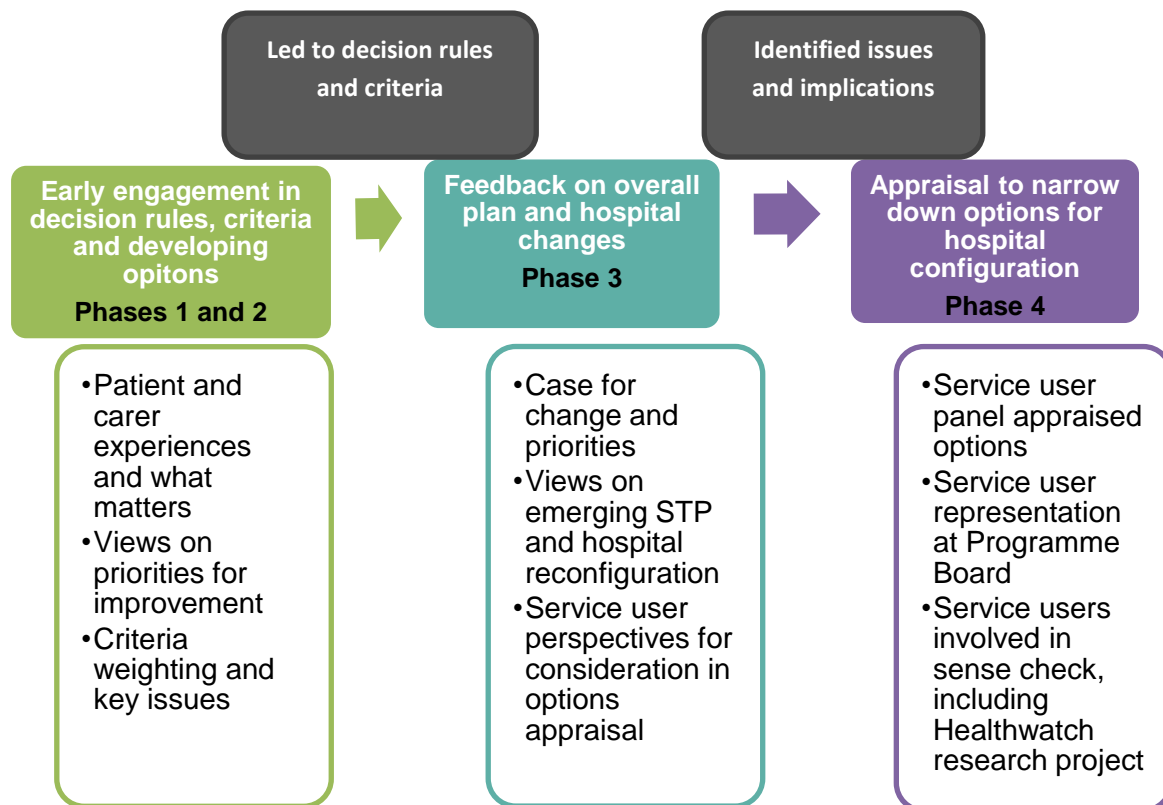 Led to decision rules
and criteria
Identified issues
and implications
Early engagement in
decision rules, criteria
and developing
opitons
Phases 1 and 2
Feedback on overall
plan and hospital
changes
Phase 3
Appraisal to narrow
down options for
hospital
configuration
Phase 4
•Patient and
carer
experiences
and what
matters
•Views on
priorities for
improvement
•Criteria
weighting and
key issues
•Case for
change and
priorities
•Views on
emerging STP
and hospital
reconfiguration
•Service user
perspectives for
consideration in
options
appraisal
•Service user
panel appraised
options
•Service user
representation
at Programme
Board
•Service users
involved in
sense check,
including
Healthwatch
research project